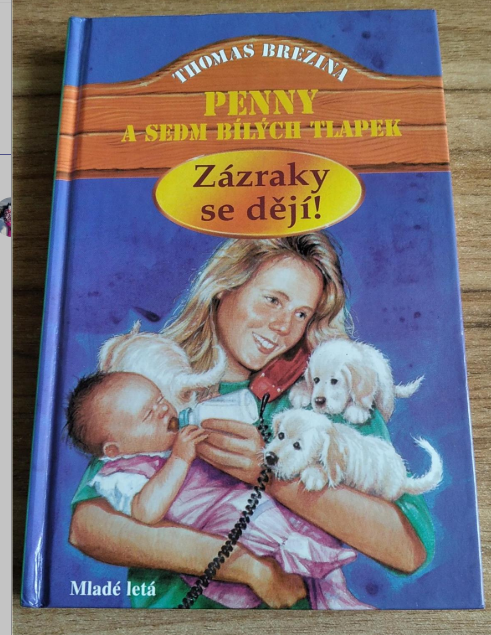 THOMAS BREZINA
PENNY
A SEDM BÍLÝCH TLAPEK
Zázraky
se dějí!
Mladé letá